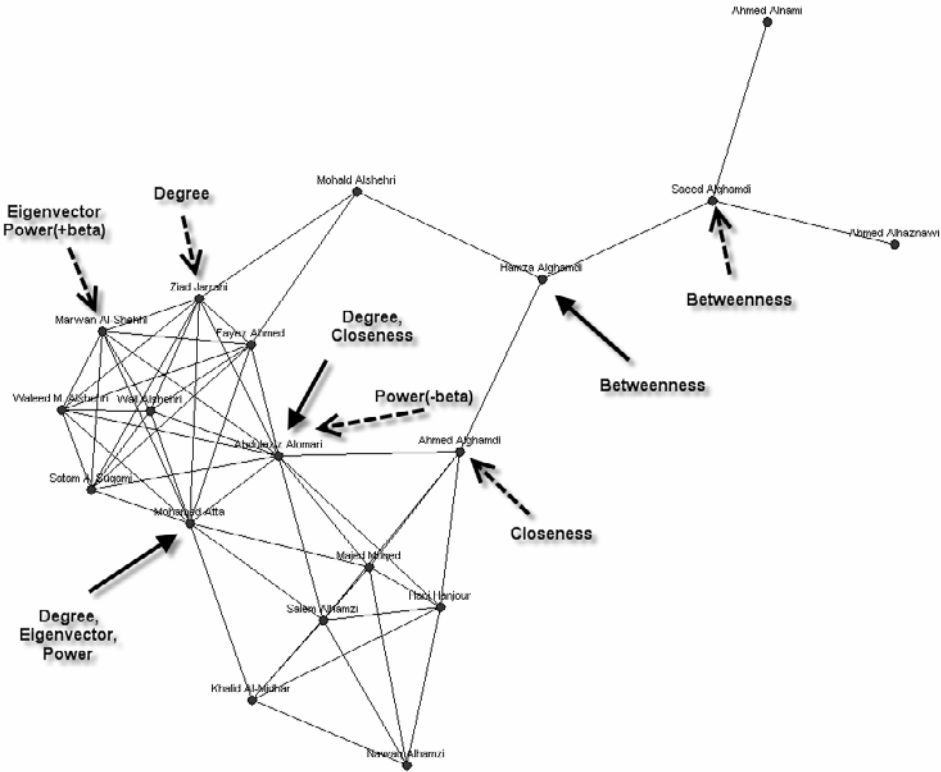 Ahmed Alnami
Mohald Alshehri
Degree
Saeed Alghamdi
Eigenvector
Power(+beta)
Ahmed Alhaznawi
Hamza Alghamdi
Ziad Jarrahi
Betweenness
Marwan Al-Shehhi
Fayez Ahmed
Degree,
Closeness
Betweenness
Power(-beta)
Waleed M. Alshehri
Wail Alshehri
Abdulaziz Alomari
Ahmed Alghamdi
Satam Al Suqami
Mohamed Atta
Closeness
Majed Moqed
Hani Hanjour
Salem Alhamzi
Degree,
Eigenvector,
Power
Khalid Al-Midhar
Nawaq Alhamzi